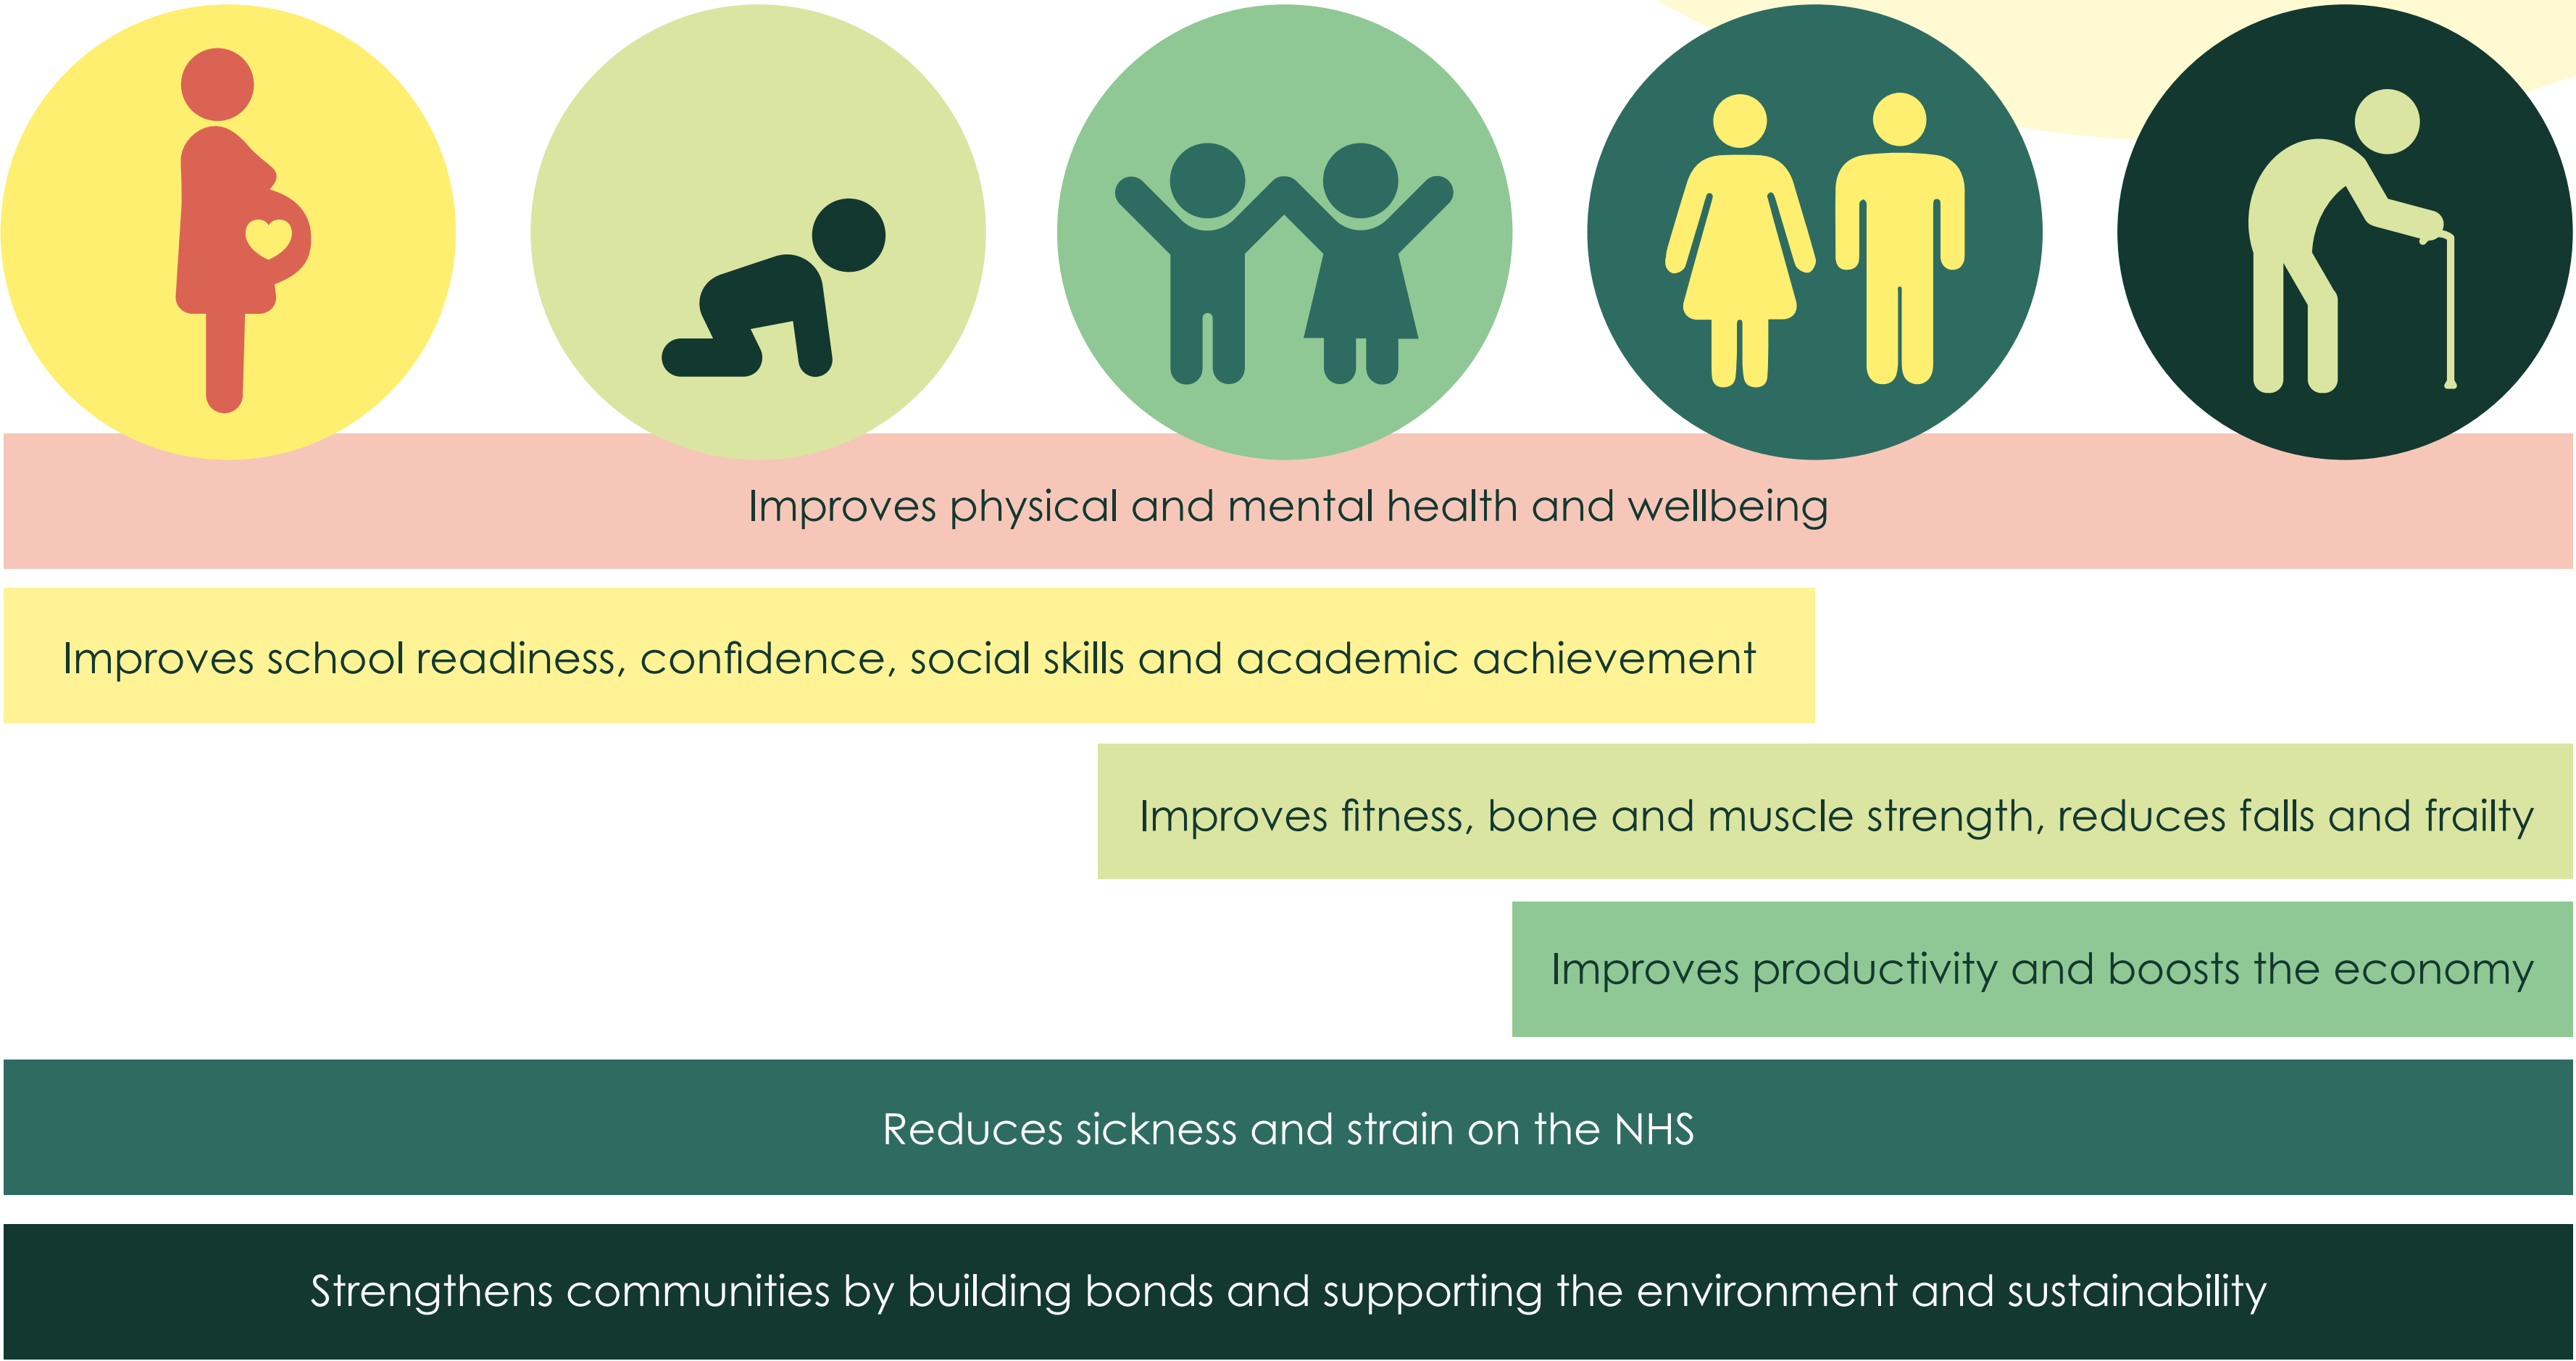 Improves physical and mental health and wellbeing
Improves school readiness, confidence, social skills and academic achievement
Improves fitness, bone and muscle strength, reduces falls and frailty
Improves productivity and boosts the economy
Reduces sickness and strain on the NHS
Strengthens communities by building bonds and supporting the environment and sustainability